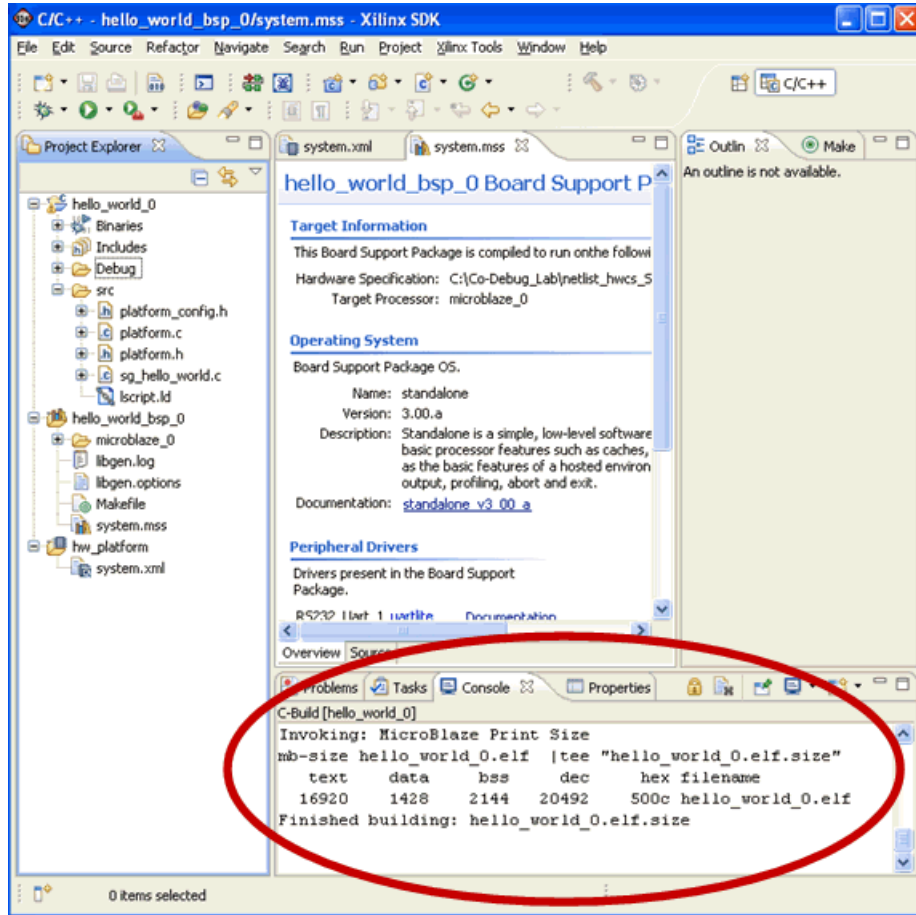 C/C++ - hello_world_bsp_0/system.mss - Xilinx SDK
File Edit Source Refactor Navigate Search Run Project Xilinx Tools Window Help
C/C++
Project Explorer
hello_world_0
Binaries
Includes
Debug
src
platform_config.h
platform.c
platform.h
sg_hello_world.c
lscript.ld
hello_world_bsp_0
microblaze_0
libgen.log
libgen.options
Makefile
system.mss
hw_platform
system.xml
system.xml system.mss
hello_world_bsp_0 Board Support P
Target Information
This Board Support Package is compiled to run onthe followi
Hardware Specification: C:\Co-Debug_Lab\netlist_hwcs_S
Target Processor: microblaze_0
Operating System
Board Support Package OS.
Name: standalone
Version: 3.00.a
Description: Standalone is a simple, low-level software
basic processor features such as caches,
as the basic features of a hosted environ
output, profiling, abort and exit.
Documentation: standalone_v3_00_a
Peripheral Drivers
Drivers present in the Board Support
Package.
RS232_Uart_1 uartlite Documentation
Overview Source
Outlin Make
An outline is not available.
Problems Tasks Console Properties
C-Build [hello_world_0]
Invoking: MicroBlaze Print Size
mb-size hello_world_0.elf |tee "hello_world_0.elf.size"
text data bss dec hex filename
16920 1428 2144 20492 500c hello_world_0.elf
Finished building: hello_world_0.elf.size
0 items selected